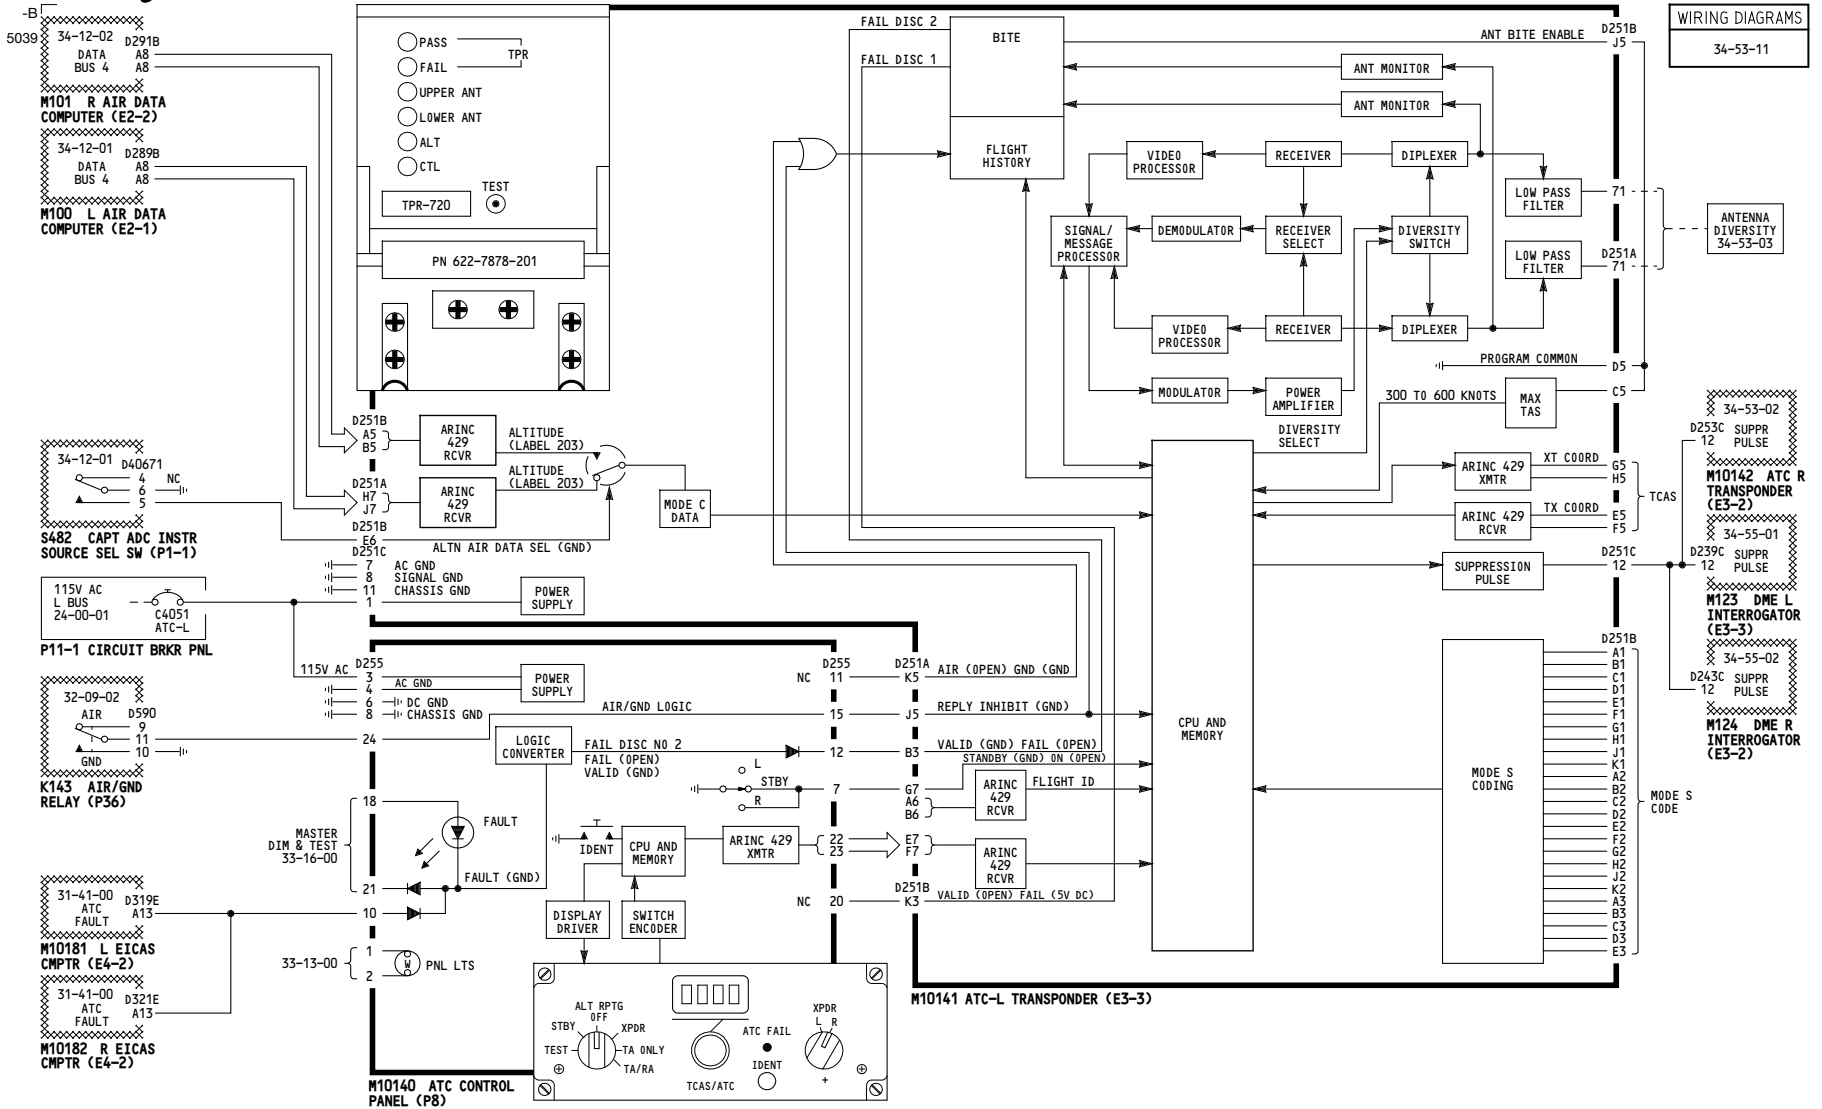 -B
5039
34-12-02
DATA
BUS 4
D291B
A8
A8
M101 R AIR DATA
COMPUTER (E2-2)
34-12-01
DATA
BUS 4
D289B
A8
A8
M100 L AIR DATA
COMPUTER (E2-1)
PASS
FAIL
TPR
UPPER ANT
LOWER ANT
ALT
CTL
TEST
TPR-720
PN 622-7878-201
WIRING DIAGRAMS
34-53-11
FAIL DISC 2
FAIL DISC 1
BITE
FLIGHT
HISTORY
ANT BITE ENABLE
D251B
J5
ANT MONITOR
ANT MONITOR
VIDEO
PROCESSOR
RECEIVER
DIPLEXER
LOW PASS
FILTER
71
SIGNAL/
MESSAGE
PROCESSOR
DEMODULATOR
RECEIVER
SELECT
DIVERSITY
SWITCH
ANTENNA
DIVERSITY
34-53-03
LOW PASS
FILTER
D251A
71
VIDEO
PROCESSOR
RECEIVER
DIPLEXER
PROGRAM COMMON
D5
MODULATOR
POWER
AMPLIFIER
300 TO 600 KNOTS
MAX
TAS
C5
DIVERSITY
SELECT
34-12-01
D40671
4
NC
6
5
S482 CAPT ADC INSTR
SOURCE SEL SW (P1-1)
D251B
A5
B5
ARINC
429
RCVR
ALTITUDE
(LABEL 203)
D251A
H7
J7
ARINC
429
RCVR
ALTITUDE
(LABEL 203)
MODE C
DATA
D251B
E6
ALTN AIR DATA SEL (GND)
D251C
7
AC GND
8
SIGNAL GND
11
CHASSIS GND
1
POWER
SUPPLY
115V AC
L BUS
24-00-01
C4051
ATC-L
P11-1 CIRCUIT BRKR PNL
ARINC 429
XMTR
XT COORD
G5
H5
TCAS
ARINC 429
RCVR
TX COORD
E5
F5
D251C
SUPPRESSION
PULSE
12
34-53-02
D253C
12
SUPPR
PULSE
M10142 ATC R
TRANSPONDER
(E3-2)
34-55-01
D239C
12
SUPPR
PULSE
M123 DME L
INTERROGATOR
(E3-3)
34-55-02
D243C
12
SUPPR
PULSE
M124 DME R
INTERROGATOR
(E3-2)
32-09-02
AIR
D590
9
11
10
GND
K143 AIR/GND
RELAY (P36)
D255
115V AC
3
4
AC GND
6
DC GND
8
CHASSIS GND
24
POWER
SUPPLY
AIR/GND LOGIC
D255
NC
11
15
12
7
22
23
NC
20
D251A
K5
AIR (OPEN) GND (GND
J5
REPLY INHIBIT (GND)
B3
VALID (GND) FAIL (OPEN)
STANDBY (GND) ON (OPEN)
G7
A6
B6
ARINC
429
RCVR
FLIGHT ID
E7
F7
ARINC
429
RCVR
D251B
K3
VALID (OPEN) FAIL (5V DC)
LOGIC
CONVERTER
FAIL DISC NO 2
FAIL (OPEN)
VALID (GND)
L
STBY
R
18
FAULT
MASTER
DIM & TEST
33-16-00
21
FAULT (GND)
10
IDENT
CPU AND
MEMORY
ARINC 429
XMTR
DISPLAY
DRIVER
SWITCH
ENCODER
33-13-00
1
2
W
PNL LTS
31-41-00
ATC
FAULT
D319E
A13
M10181 L EICAS
CMPTR (E4-2)
31-41-00
ATC
FAULT
D321E
A13
M10182 R EICAS
CMPTR (E4-2)
CPU AND
MEMORY
MODE S
CODING
D251B
A1
B1
C1
D1
E1
F1
G1
H1
J1
K1
A2
B2
C2
D2
E2
F2
G2
H2
J2
K2
A3
B3
C3
D3
E3
MODE S
CODE
M10141 ATC-L TRANSPONDER (E3-3)
ALT RPTG
OFF
STBY
XPDR
TEST
TA ONLY
TA/RA
TCAS/ATC
ATC FAIL
IDENT
XPDR
L R
+
M10140 ATC CONTROL
PANEL (P8)